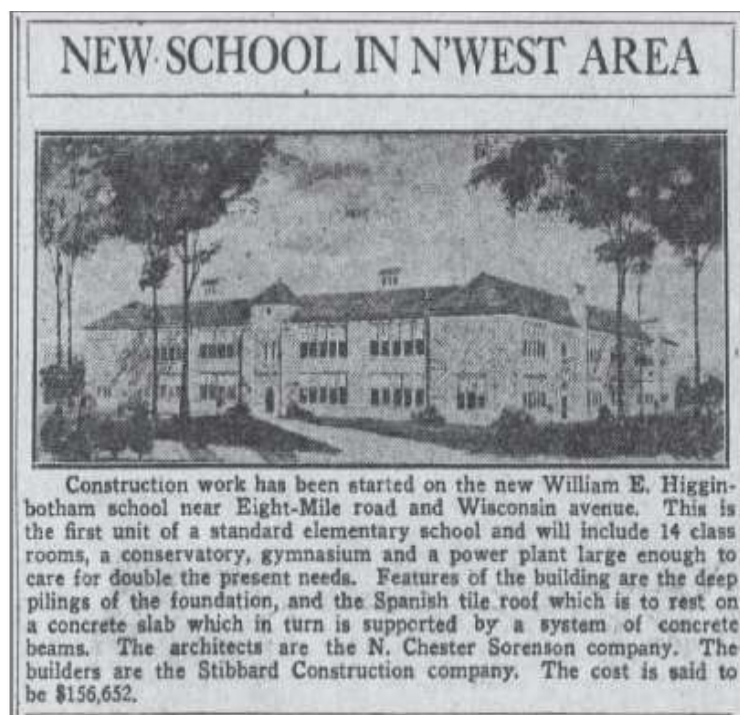 NEW SCHOOL IN N'WEST AREA
Construction work has been started on the new William E. Higgin-
botham school near Eight-Mile road and Wisconsin avenue. This is
the first unit of a standard elementary school and will include 14 class
rooms, a conservatory, gymnasium and a power plant large enough to
care for double the present needs. Features of the building are the deep
pilings of the foundation, and the Spanish tile roof which is to rest on
a concrete slab which in turn is supported by a system of concrete
beams. The architects are the N. Chester Sorenson company. The
builders are the Stibbard Construction company. The cost is said to
be $156,652.